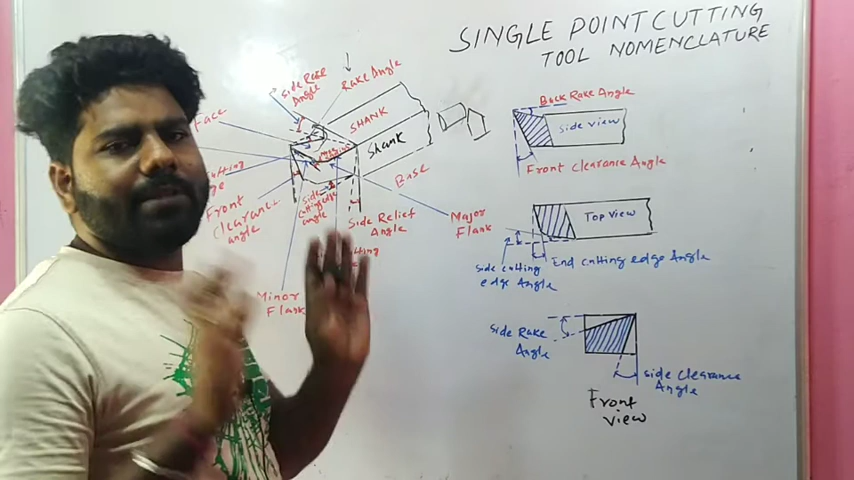 SINGLE POINT CUTTING
TOOL NOMENCLATURE
Face
side Rake
Angle
Rake Angle
SHANK
Shank
Base
Front
Clearance
angle
side
cutting edge
angle
Side Relief
Angle
Major
Flank
Minor
Flank
Back Rake Angle
side view
Front Clearance Angle
Top view
side cutting
edge Angle
End cutting edge Angle
side Rake
Angle
side clearance
Angle
Front
view